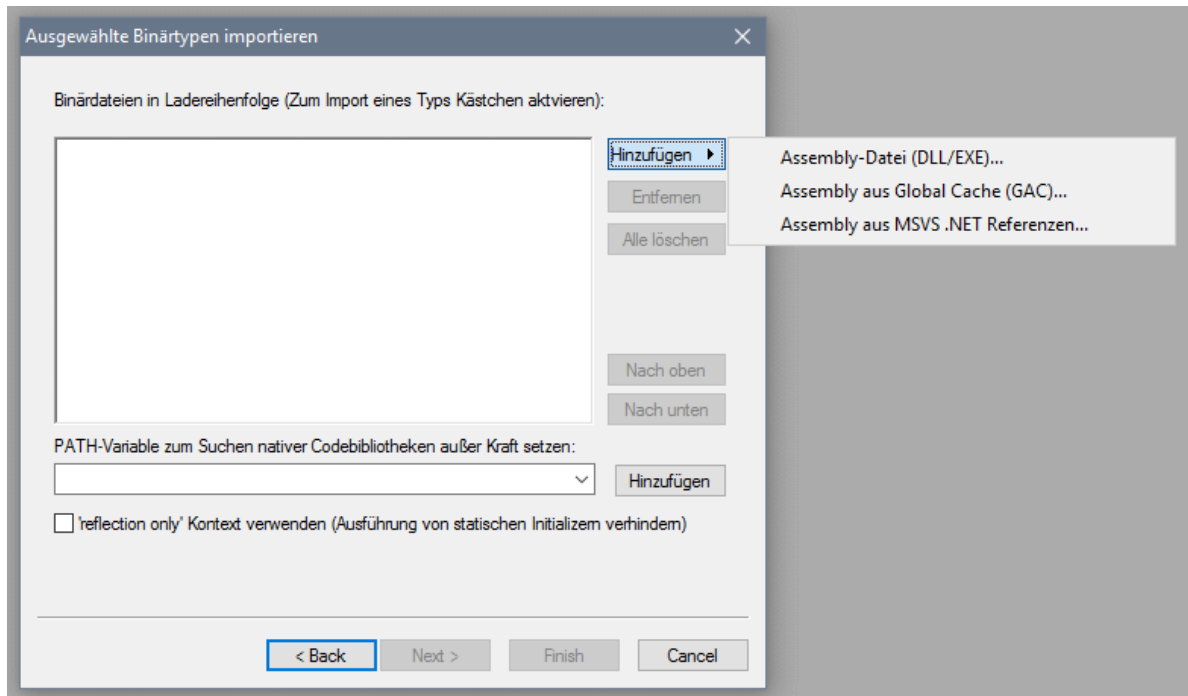 Ausgewählte Binärtypen importieren
Binärdateien in Ladereihenfolge (Zum Import eines Typs Kästchen aktvieren):
Hinzufügen
Entfernen
Alle löschen
Assembly-Datei (DLL/EXE)...
Assembly aus Global Cache (GAC)...
Assembly aus MSVS .NET Referenzen...
Nach oben
Nach unten
PATH-Variable zum Suchen nativer Codebibliotheken außer Kraft setzen:
Hinzufügen
'reflection only' Kontext verwenden (Ausführung von statischen Initializern verhindern)
< Back
Next >
Finish
Cancel